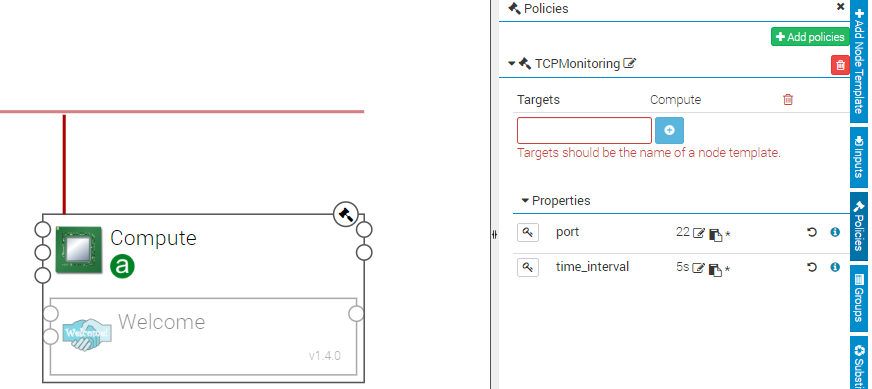 Policies
Add policies
TCPMonitoring
Targets Compute
Targets should be the name of a node template.
Properties
port 22 *
time_interval 5s *
Compute
a
Welcome
Welcome!
v1.4.0
Add Node Template
Inputs
Policies
Groups
Substi